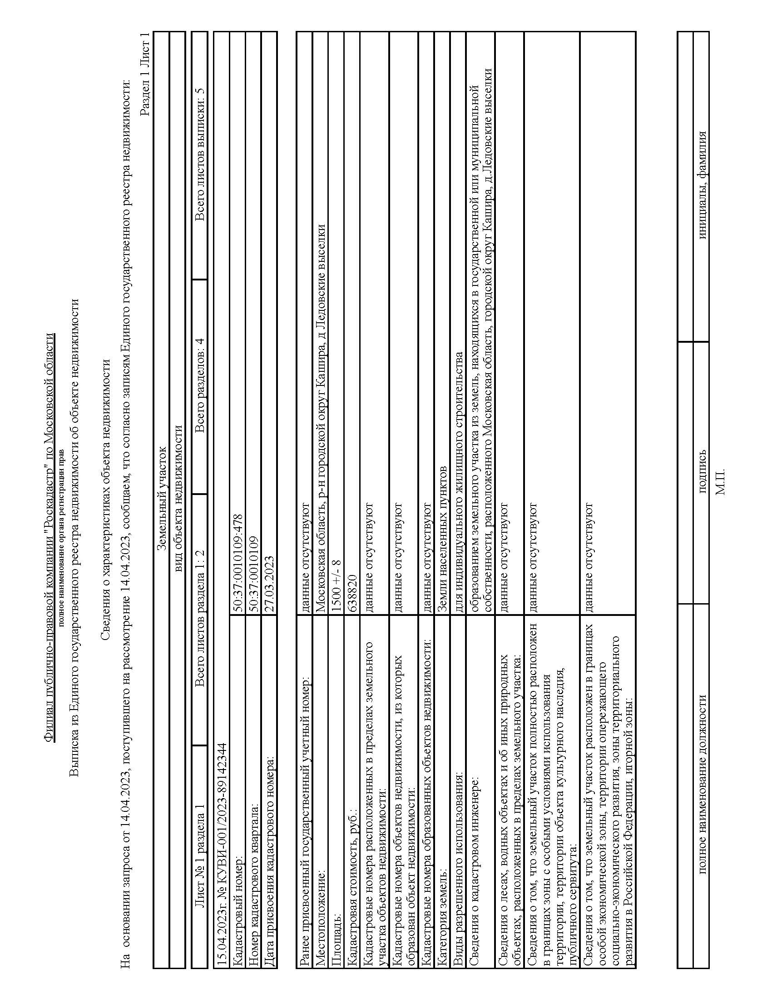 Филиал публично-правовой компании "Роскадастр" по Московской области
полное наименование органа регистрации прав
Выписка из Единого государственного реестра недвижимости об объекте недвижимости
Сведения о характеристиках объекта недвижимости
На основании запроса от 14.04.2023, поступившего на рассмотрение 14.04.2023, сообщаем, что согласно записям Единого государственного реестра недвижимости:
Раздел 1 Лист 1
Земельный участок
вид объекта недвижимости
Лист № 1 раздела 1 Всего листов раздела 1: 2 Всего разделов: 4 Всего листов выписки: 5
15.04.2023г. № КУВИ-001/2023-89142344
Кадастровый номер: 50:37:0010109:478
Номер кадастрового квартала: 50:37:0010109
Дата присвоения кадастрового номера: 27.03.2023
Ранее присвоенный государственный учетный номер: данные отсутствуют
Местоположение: Московская область, р-н городской округ Кашира, д Ледовские выселки
Площадь: 1500 +/- 8
Кадастровая стоимость, руб.: 638820
Кадастровые номера расположенных в пределах земельного
участка объектов недвижимости: данные отсутствуют
Кадастровые номера объектов недвижимости, из которых
образован объект недвижимости: данные отсутствуют
Кадастровые номера образованных объектов недвижимости: данные отсутствуют
Категория земель: Земли населенных пунктов
Виды разрешенного использования: для индивидуального жилищного строительства
Сведения о кадастровом инженере: образованием земельного участка из земель, находящихся в государственной или муниципальной
собственности, расположенного Московская область, городской округ Кашира, д.Ледовские выселки
Сведения о лесах, водных объектах и об иных природных
объектах, расположенных в пределах земельного участка: данные отсутствуют
Сведения о том, что земельный участок полностью расположен
в границах зоны с особыми условиями использования
территории, территории объекта культурного наследия,
публичного сервитута: данные отсутствуют
Сведения о том, что земельный участок расположен в границах
особой экономической зоны, территории опережающего
социально-экономического развития, зоны территориального
развития в Российской Федерации, игорной зоны: данные отсутствуют
полное наименование должности подпись инициалы, фамилия
М.П.